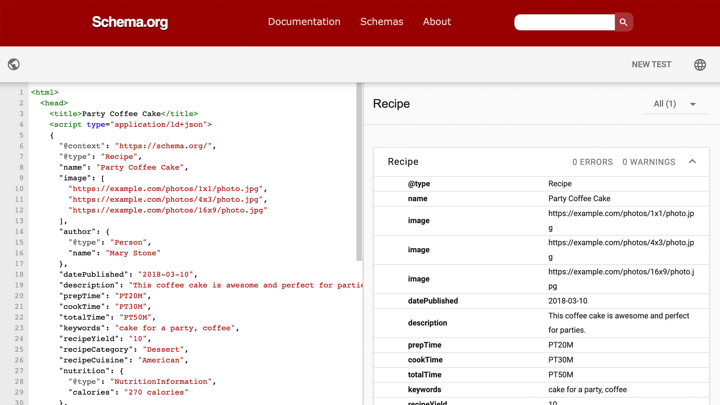 Schema.org Documentation Schemas About
NEW TEST
1 <html>
2 <head>
3 <title>Party Coffee Cake</title>
4 <script type="application/ld+json">
5 {
6 "@context": "https://schema.org/",
7 "@type": "Recipe",
8 "name": "Party Coffee Cake",
9 "image": [
10 "https://example.com/photos/1x1/photo.jpg",
11 "https://example.com/photos/4x3/photo.jpg",
12 "https://example.com/photos/16x9/photo.jpg"
13 ],
14 "author": {
15 "@type": "Person",
16 "name": "Mary Stone"
17 },
18 "datePublished": "2018-03-10",
19 "description": "This coffee cake is awesome and perfect for partie
20 "prepTime": "PT20M",
21 "cookTime": "PT30M",
22 "totalTime": "PT50M",
23 "keywords": "cake for a party, coffee",
24 "recipeYield": "10",
25 "recipeCategory": "Dessert",
26 "recipeCuisine": "American",
27 "nutrition": {
28 "@type": "NutritionInformation",
29 "calories": "270 calories"
30 },
Recipe All (1)
Recipe 0 ERRORS 0 WARNINGS
@type Recipe
name Party Coffee Cake
image https://example.com/photos/1x1/photo.jp
g
image https://example.com/photos/4x3/photo.jp
g
image https://example.com/photos/16x9/photo.j
pg
datePublished 2018-03-10
description This coffee cake is awesome and perfect
for parties.
prepTime PT20M
cookTime PT30M
totalTime PT50M
keywords cake for a party, coffee
recipeYield 10